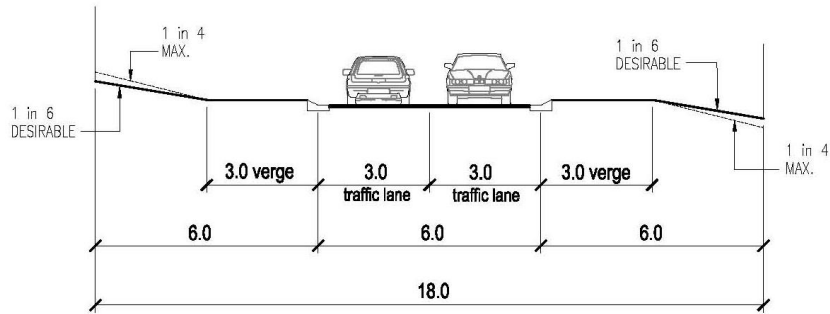 1 in 4
MAX.
1 in 6
DESIRABLE
1 in 6
DESIRABLE
1 in 4
MAX.
3.0 verge
3.0
traffic lane
3.0
traffic lane
3.0 verge
6.0
6.0
6.0
18.0